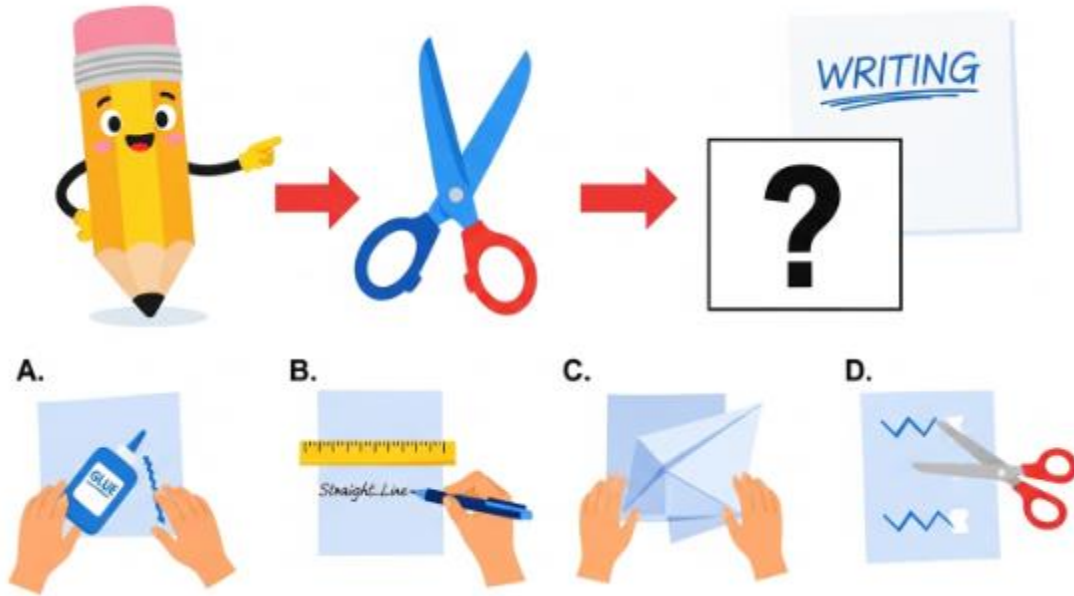 WRITING
?
A.
B.
C.
D.
GLUE
Straight Line